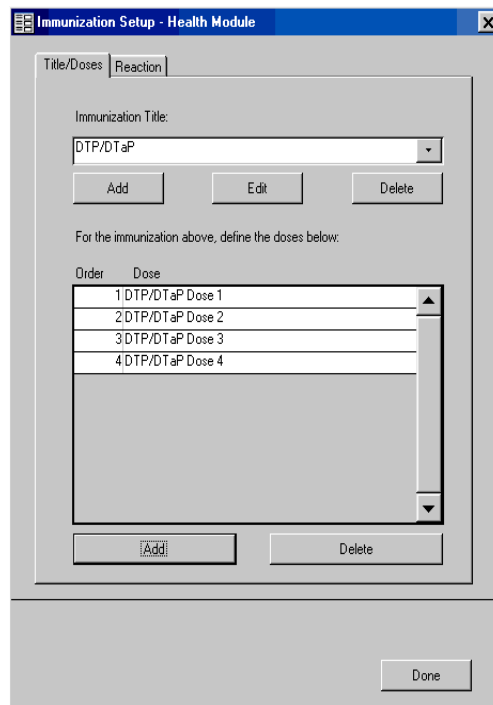 Immunization Setup - Health Module
Title/Doses Reaction
Immunization Title:
DTP/DTaP
Add Edit Delete
For the immunization above, define the doses below:
Order Dose
1 DTP/DTaP Dose 1
2 DTP/DTaP Dose 2
3 DTP/DTaP Dose 3
4 DTP/DTaP Dose 4
Add Delete
Done